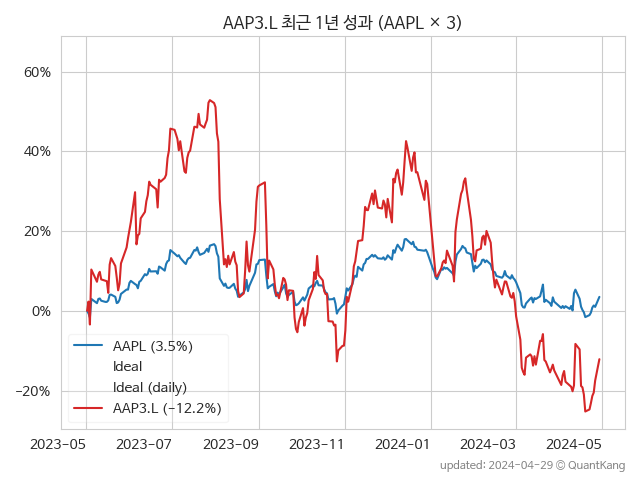 AAP3.L 최근 1년 성과 (AAPL × 3)
60%
40%
20%
0%
−20%
AAPL (3.5%)
Ideal
Ideal (daily)
AAP3.L (−12.2%)
2023-05 2023-07 2023-09 2023-11 2024-01 2024-03 2024-05
updated: 2024-04-29 © QuantKang